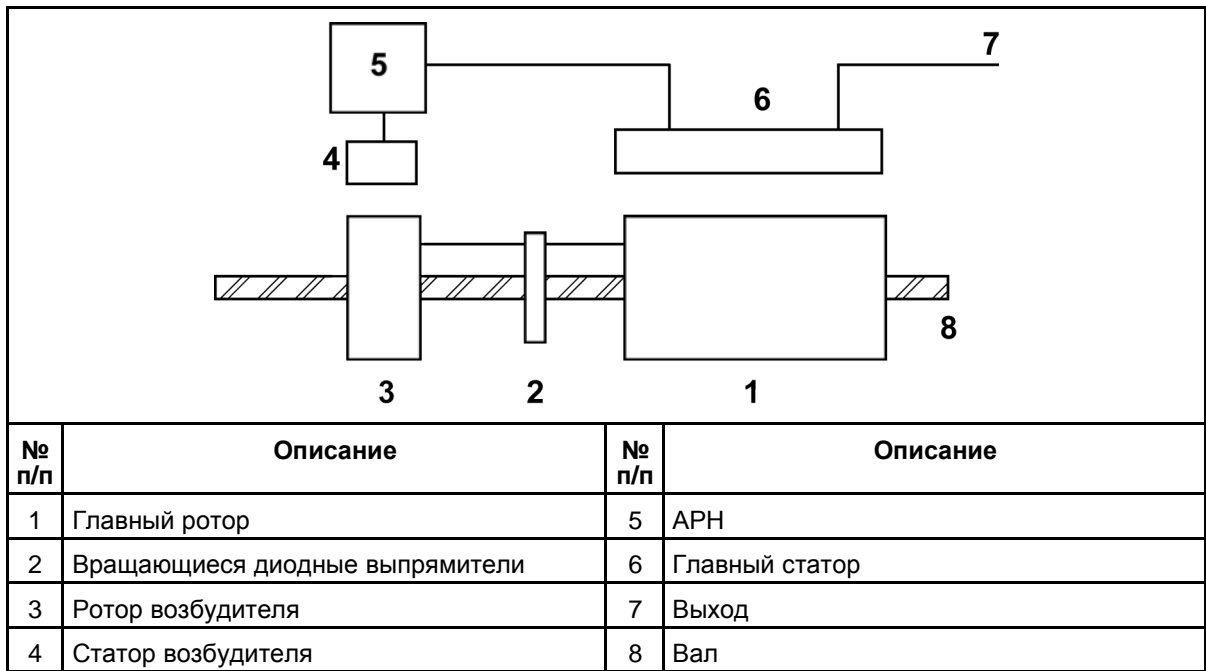 5
7
6
4
8
3 2 1
№ п/п Описание № п/п Описание
1 Главный ротор 5 АРН
2 Вращающиеся диодные выпрямители 6 Главный статор
3 Ротор возбудителя 7 Выход
4 Статор возбудителя 8 Вал